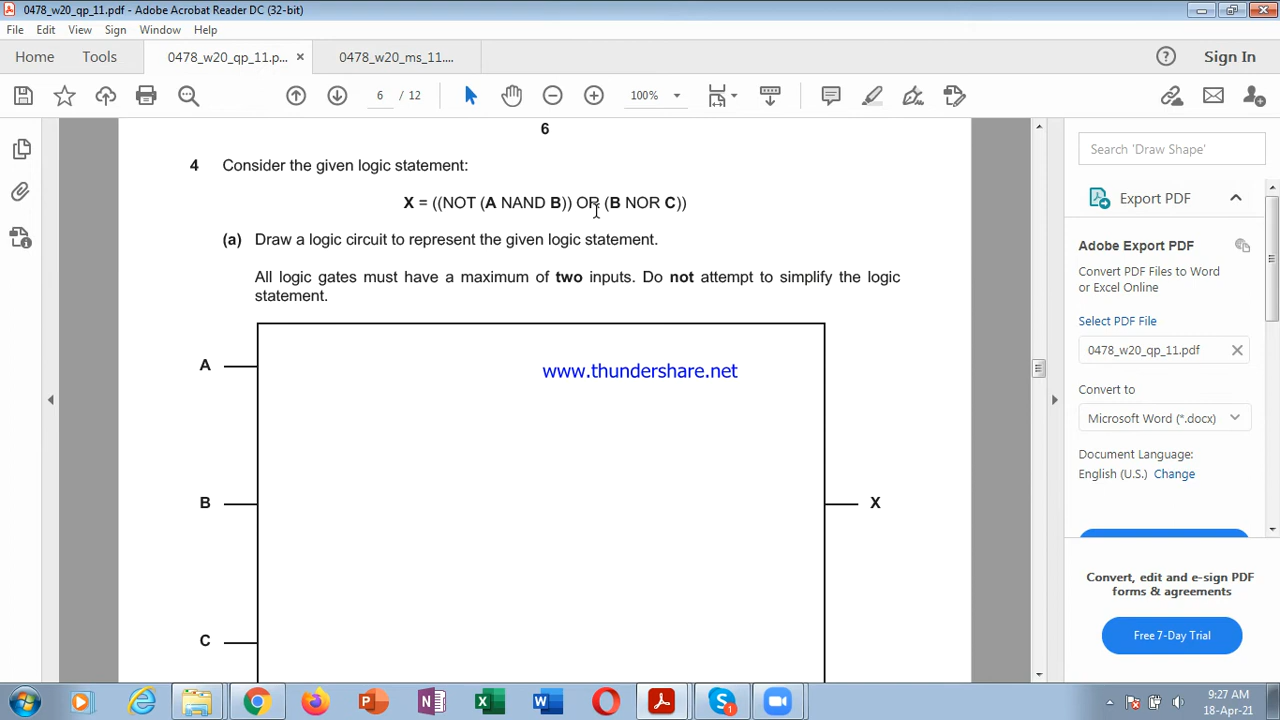 0478_w20_qp_11.pdf - Adobe Acrobat Reader DC (32-bit)
File Edit View Sign Window Help
Home Tools 0478_w20_qp_11.p... × 0478_w20_ms_11.... Sign In
6 / 12 100%
6
4 Consider the given logic statement:
X = ((NOT (A NAND B)) OR (B NOR C))
(a) Draw a logic circuit to represent the given logic statement.
All logic gates must have a maximum of two inputs. Do not attempt to simplify the logic
statement.
www.thundershare.net
A
B
X
C
Search 'Draw Shape'
Export PDF
Adobe Export PDF
Convert PDF Files to Word
or Excel Online
Select PDF File
0478_w20_qp_11.pdf
Convert to
Microsoft Word (*.docx)
Document Language:
English (U.S.) Change
Convert, edit and e-sign PDF
forms & agreements
Free 7-Day Trial
9:27 AM
18-Apr-21